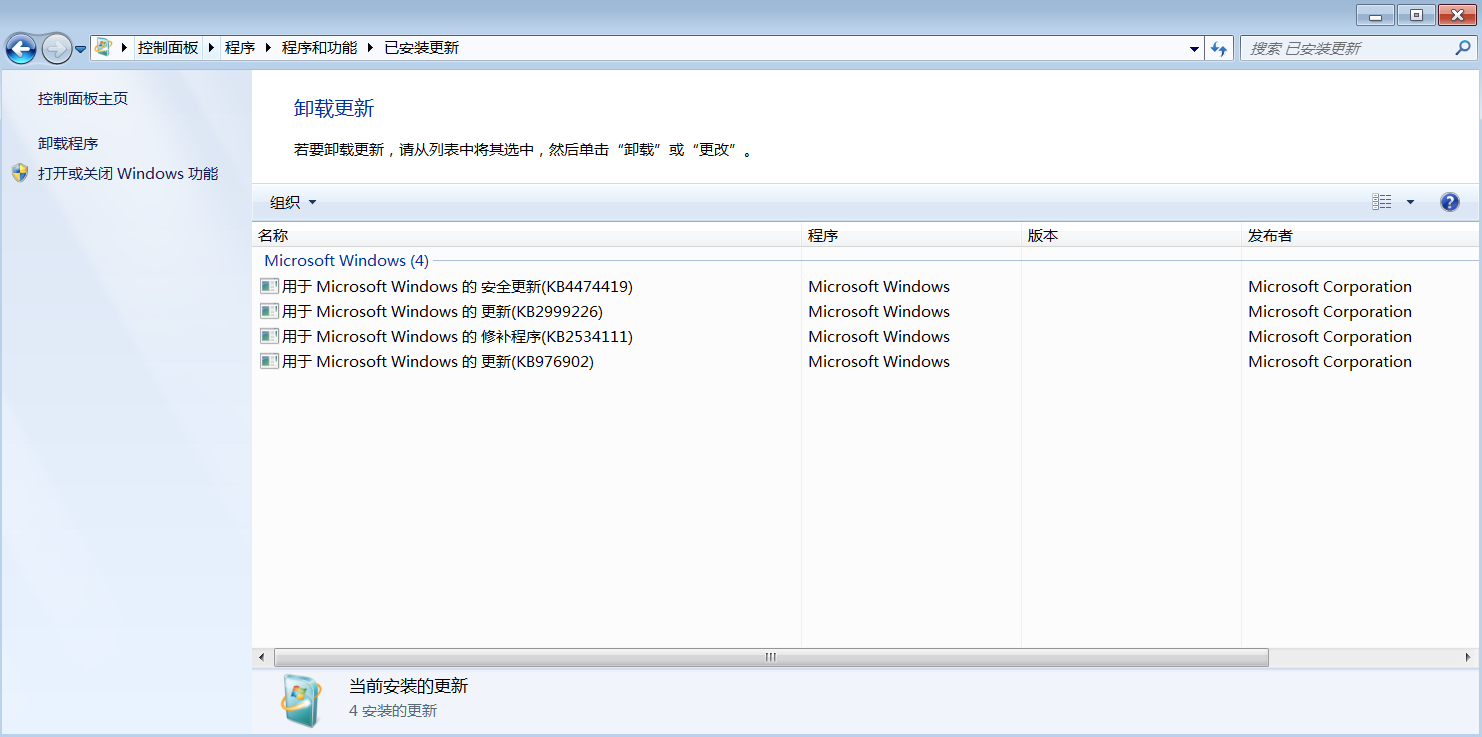 控制面板 程序 程序和功能 已安装更新 搜索 已安装更新
控制面板主页
卸载程序
打开或关闭 Windows 功能
卸载更新
若要卸载更新，请从列表中将其选中，然后单击“卸载”或“更改”。
组织
名称 程序 版本 发布者
Microsoft Windows (4)
用于 Microsoft Windows 的 安全更新(KB4474419) Microsoft Windows Microsoft Corporation
用于 Microsoft Windows 的 更新(KB2999226) Microsoft Windows Microsoft Corporation
用于 Microsoft Windows 的 修补程序(KB2534111) Microsoft Windows Microsoft Corporation
用于 Microsoft Windows 的 更新(KB976902) Microsoft Windows Microsoft Corporation
当前安装的更新
4 安装的更新